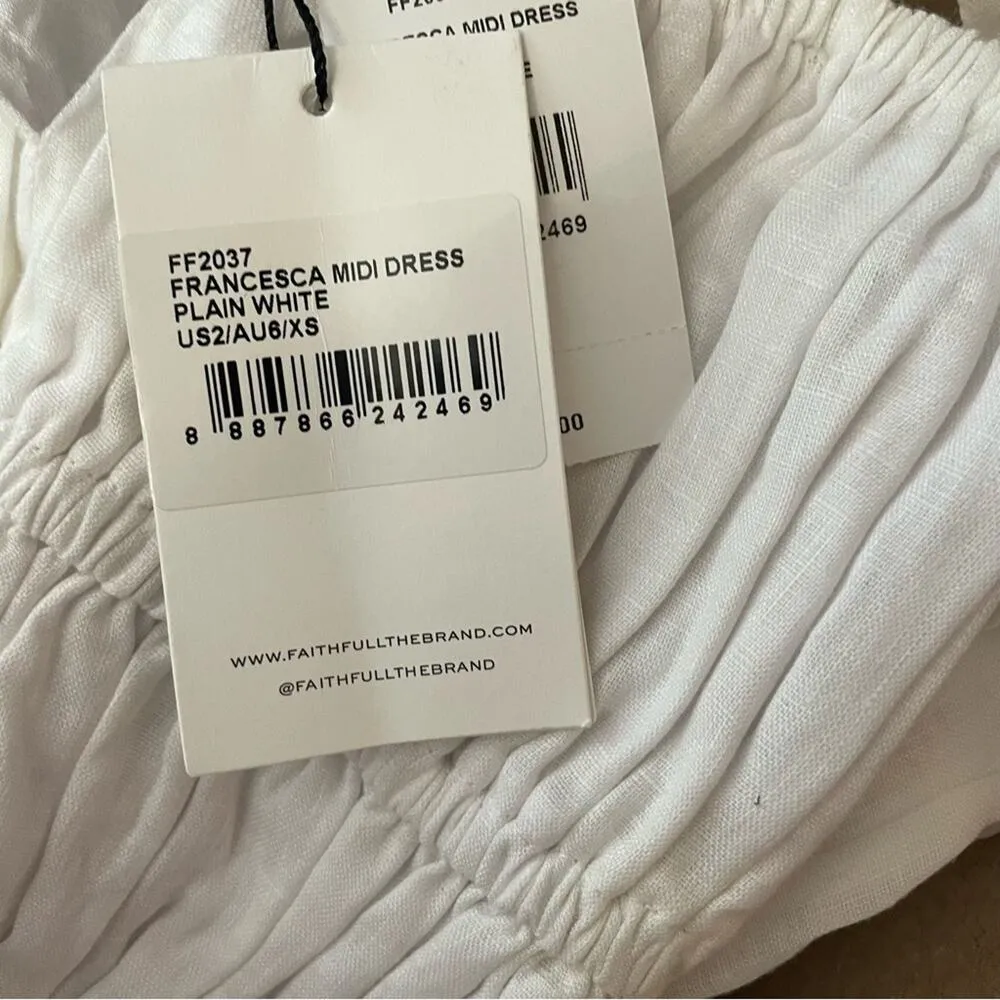 FF2037
FRANCESCA MIDI DRESS
PLAIN WHITE
US2/AU6/XS
8 887866 242469
WWW.FAITHFULLTHEBRAND.COM
@FAITHFULLTHEBRAND
MIDI DRESS
2469
00